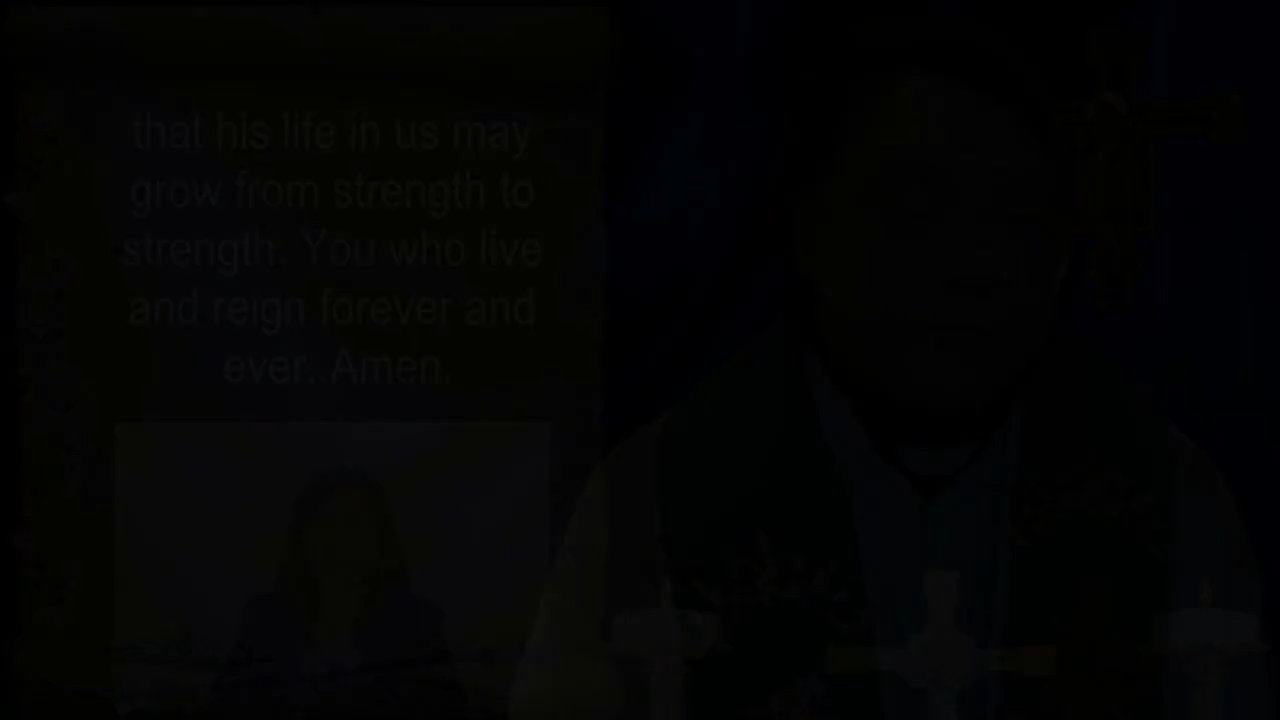 that his life in us may
grow from strength to
strength. You who live
and reign forever and
ever. Amen.